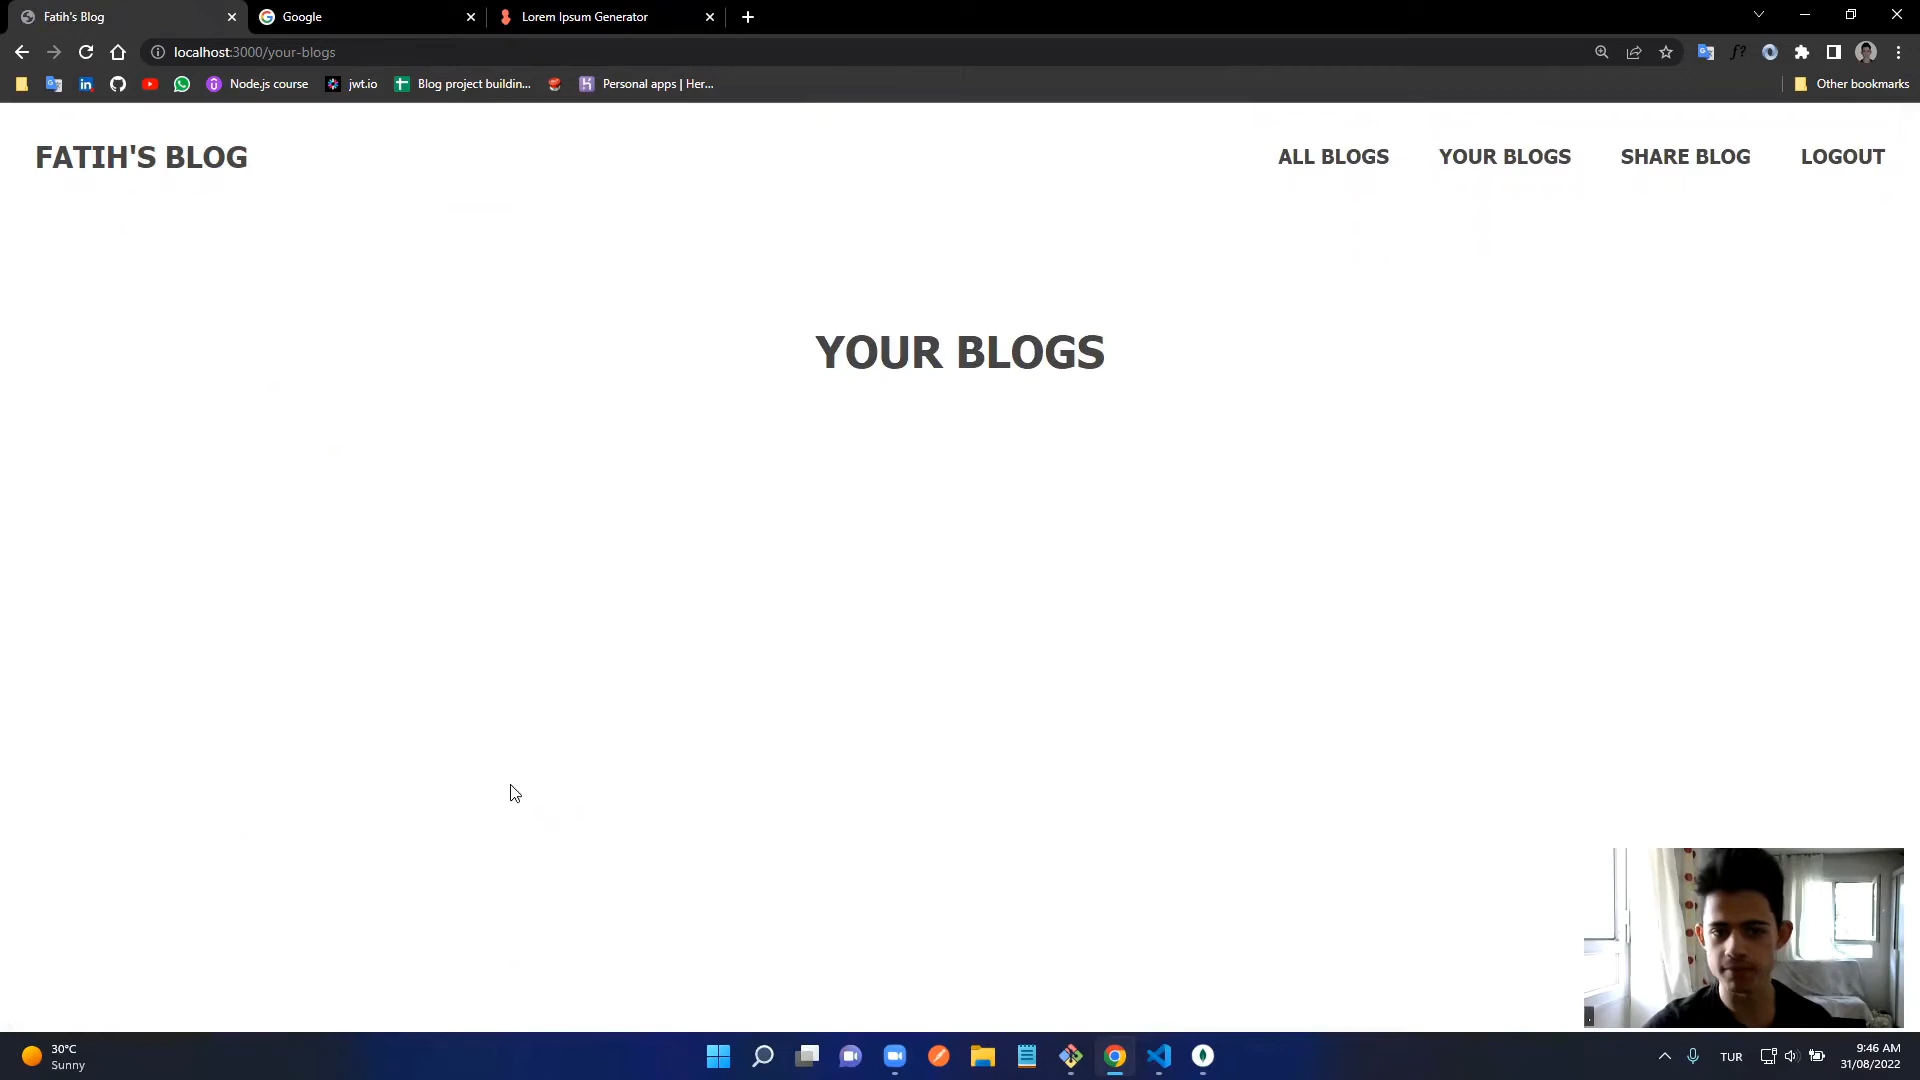 Fatih's Blog
Google
Lorem Ipsum Generator
localhost:3000/your-blogs
Node.js course
jwt.io
Blog project buildin...
Personal apps | Her...
Other bookmarks
FATIH'S BLOG
ALL BLOGS
YOUR BLOGS
SHARE BLOG
LOGOUT
YOUR BLOGS
30°C
Sunny
TUR
9:46 AM
31/08/2022